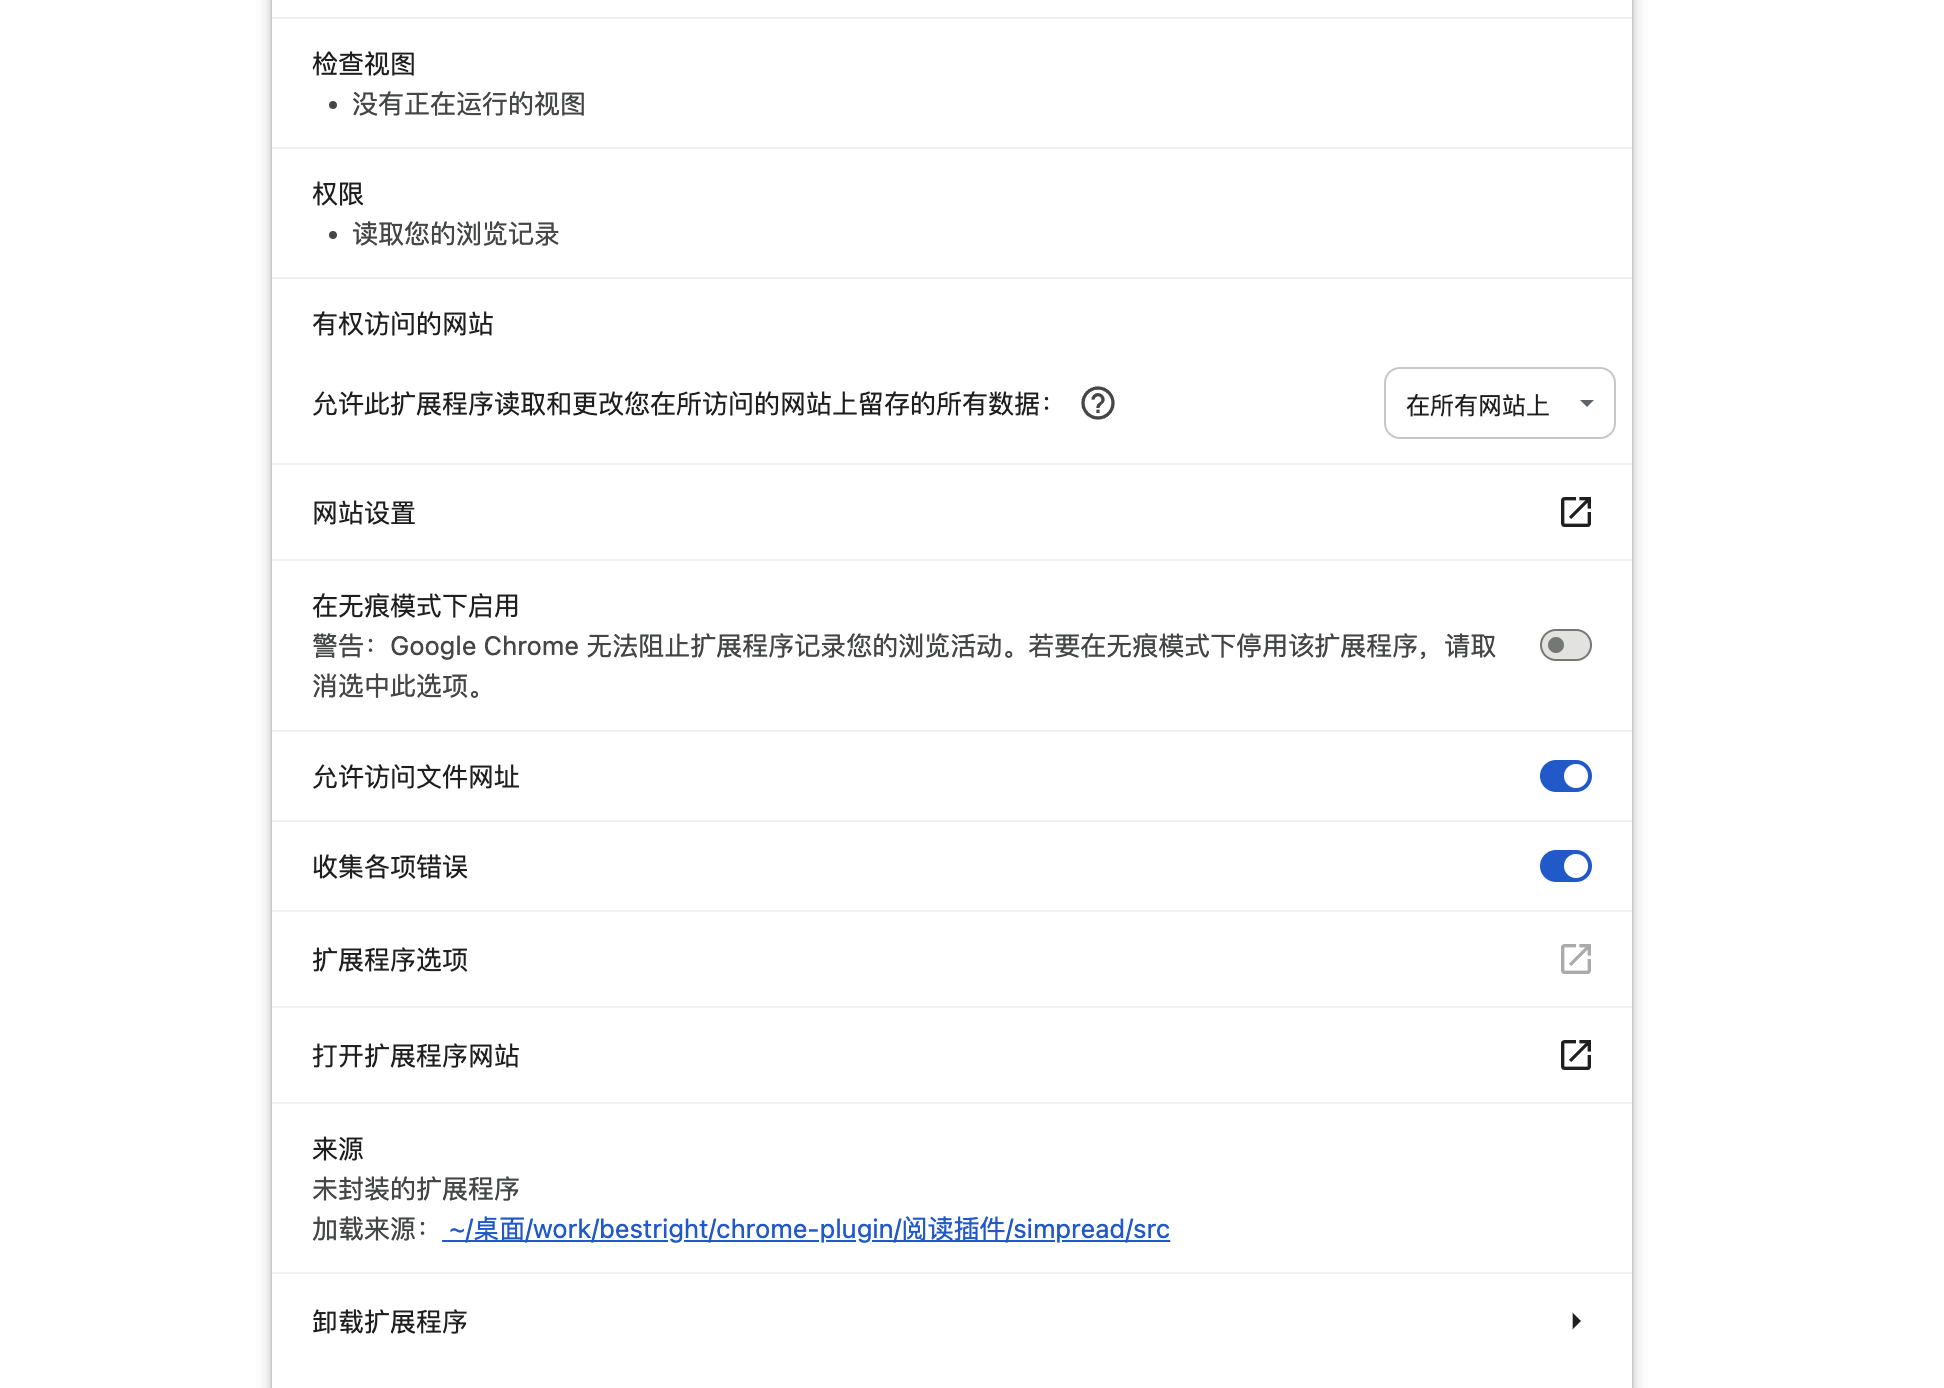 检查视图
• 没有正在运行的视图
权限
• 读取您的浏览记录
有权访问的网站
允许此扩展程序读取和更改您在所访问的网站上留存的所有数据：
在所有网站上
网站设置
在无痕模式下启用
警告：Google Chrome 无法阻止扩展程序记录您的浏览活动。若要在无痕模式下停用该扩展程序，请取
消选中此选项。
允许访问文件网址
收集各项错误
扩展程序选项
打开扩展程序网站
来源
未封装的扩展程序
加载来源： ~/桌面/work/bestright/chrome-plugin/阅读插件/simpread/src
卸载扩展程序